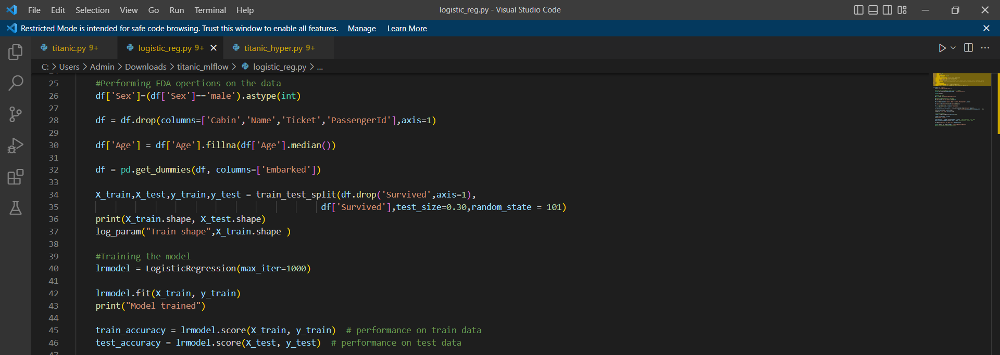 File Edit Selection View Go Run Terminal Help logistic_reg.py - Visual Studio Code
Restricted Mode is intended for safe code browsing. Trust this window to enable all features. Manage Learn More
titanic.py 9+ logistic_reg.py 9+ titanic_hyper.py 9+
C: > Users > Admin > Downloads > titanic_mlflow > logistic_reg.py > ...
25 #Performing EDA opertions on the data
26 df['Sex']=(df['Sex']=='male').astype(int)
27
28 df = df.drop(columns=['Cabin','Name','Ticket','PassengerId'],axis=1)
29
30 df['Age'] = df['Age'].fillna(df['Age'].median())
31
32 df = pd.get_dummies(df, columns=['Embarked'])
33
34 X_train,X_test,y_train,y_test = train_test_split(df.drop('Survived',axis=1),
35 df['Survived'],test_size=0.30,random_state = 101)
36 print(X_train.shape, X_test.shape)
37 log_param("Train shape",X_train.shape )
38
39 #Training the model
40 lrmodel = LogisticRegression(max_iter=1000)
41
42 lrmodel.fit(X_train, y_train)
43 print("Model trained")
44
45 train_accuracy = lrmodel.score(X_train, y_train)  # performance on train data
46 test_accuracy = lrmodel.score(X_test, y_test)  # performance on test data
47